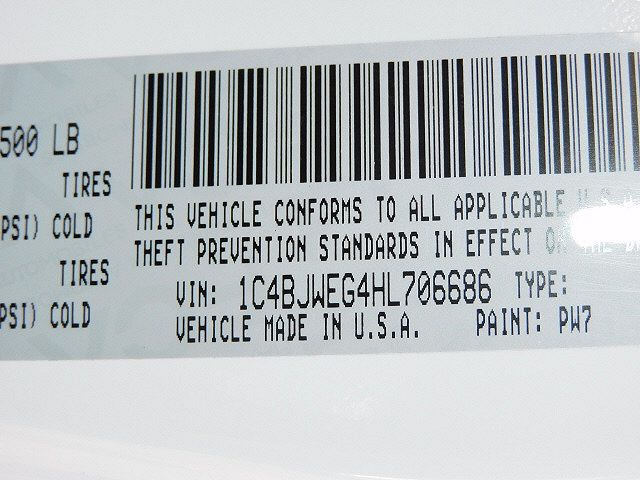 500 LB
TIRES
PSI) COLD
TIRES
PSI) COLD
THIS VEHICLE CONFORMS TO ALL APPLICABLE
THEFT PREVENTION STANDARDS IN EFFECT
VIN: 1C4BJWEG4HL706686 TYPE:
VEHICLE MADE IN U.S.A. PAINT: PW7